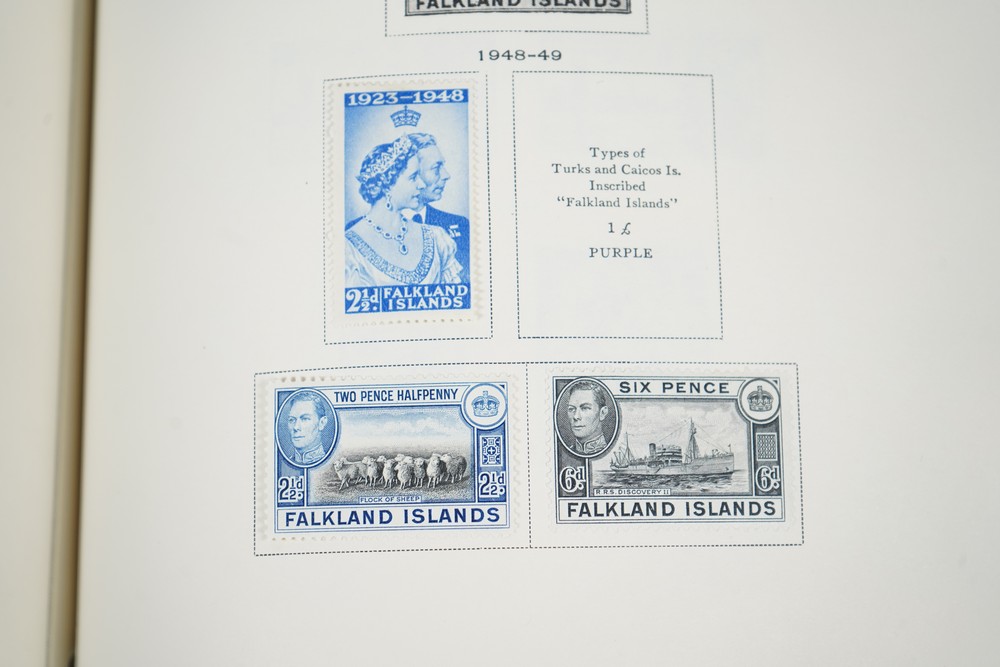 FALKLAND ISLANDS
1948-49
1923-1948
2½d.
FALKLAND
ISLANDS
Types of
Turks and Caicos Is.
Inscribed
"Falkland Islands"
1 £
PURPLE
TWO PENCE HALFPENNY
2½d.
2½d.
FLOCK OF SHEEP
FALKLAND ISLANDS
SIX PENCE
6d.
6d.
R.R.S. DISCOVERY II
FALKLAND ISLANDS